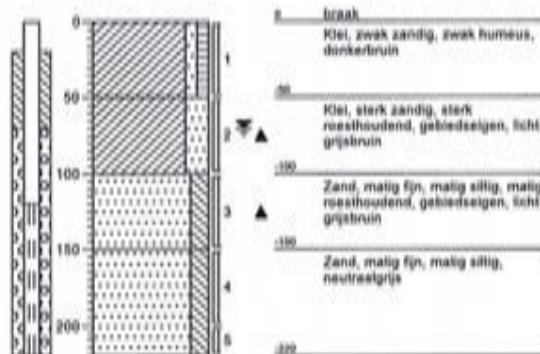 0
50
100
150
200
1
2
3
4
5
0 braak
Klei, zwak zandig, zwak humeus,
donkerbruin
-50
Klei, sterk zandig, sterk
roesthoudend, gebiedseigen, licht
grijsbruin
-100
Zand, matig fijn, matig siltig, matig
roesthoudend, gebiedseigen, licht
grijsbruin
-150
Zand, matig fijn, matig siltig,
neutraalgrijs
-220